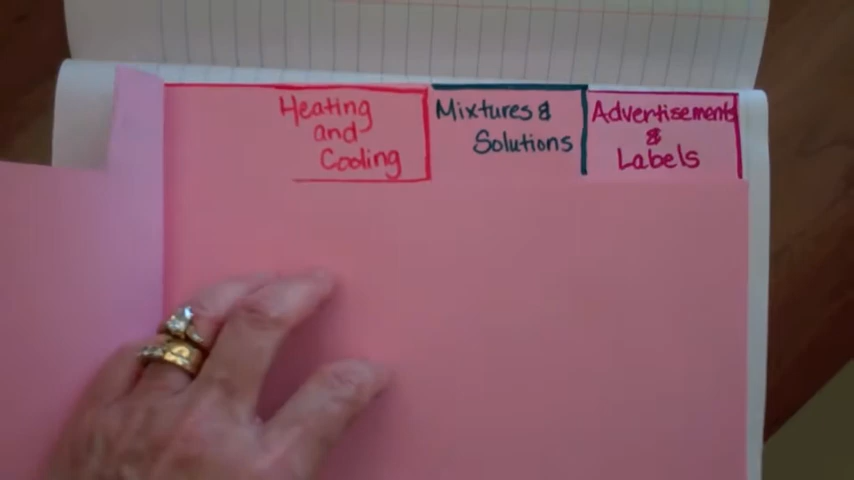 Heating
and
Cooling
Mixtures &
Solutions
Advertisements
&
Labels